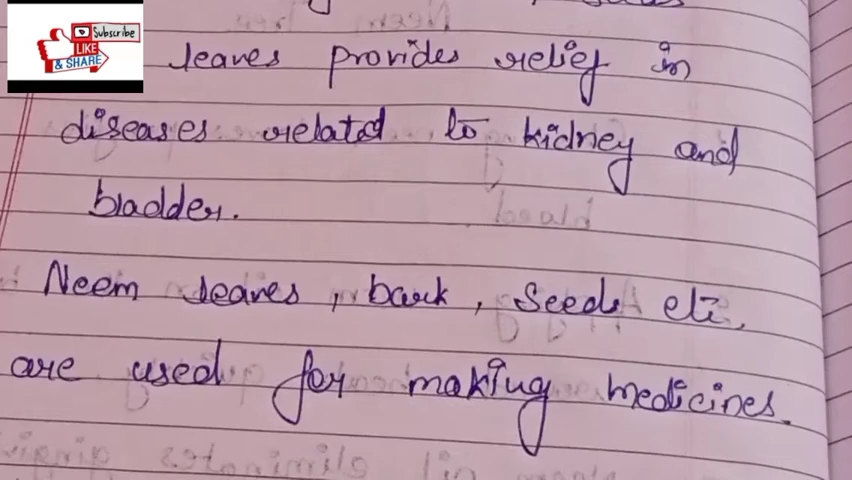 Subscribe
LIKE
& SHARE
leaves provides relief in
diseases related to kidney and
bladder.
Neem leaves, bark, Seeds etc.
are used for making medicines.